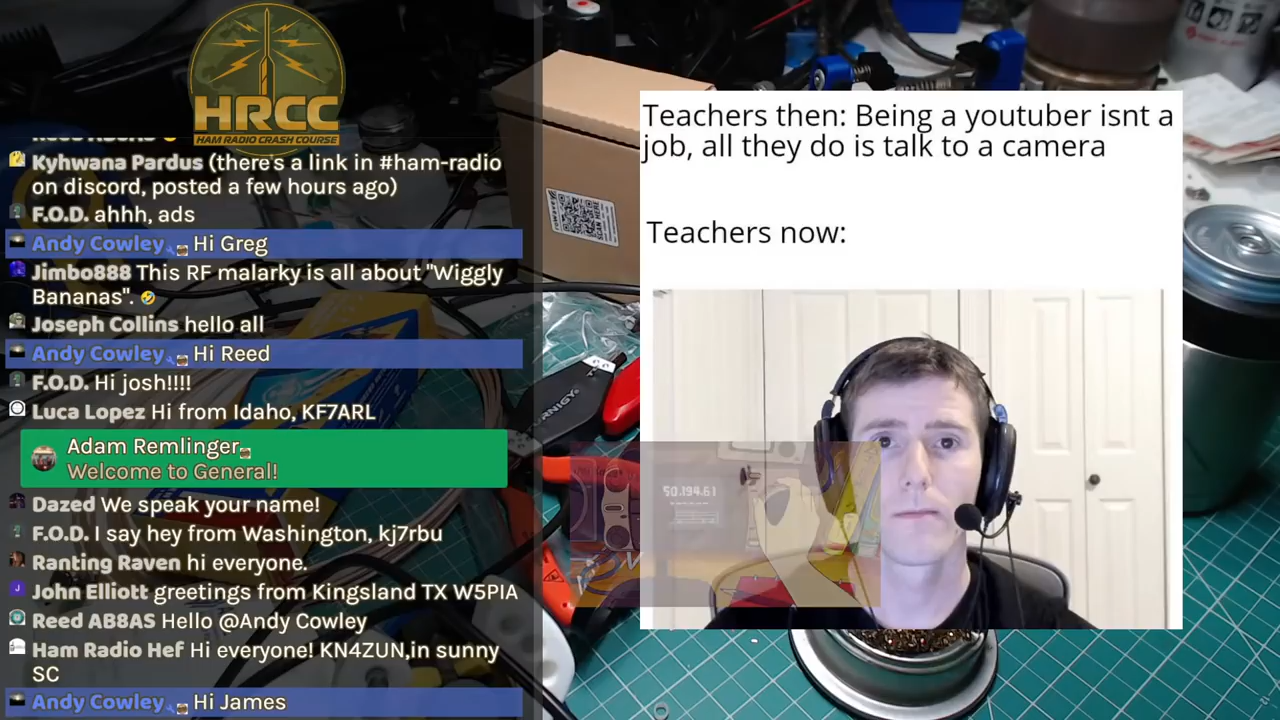 HRCC
HAM RADIO CRASH COURSE
Kyhwana Pardus (there's a link in #ham-radio
on discord, posted a few hours ago)
F.O.D. ahhh, ads
Andy Cowley Hi Greg
Jimbo888 This RF malarky is all about "Wiggly
Bananas". 🤣
Joseph Collins hello all
Andy Cowley Hi Reed
F.O.D. Hi josh!!!!
Luca Lopez Hi from Idaho, KF7ARL
Adam Remlinger
Welcome to General!
Dazed We speak your name!
F.O.D. I say hey from Washington, kj7rbu
Ranting Raven hi everyone.
John Elliott greetings from Kingsland TX W5PIA
Reed AB8AS Hello @Andy Cowley
Ham Radio Hef Hi everyone! KN4ZUN,in sunny
SC
Andy Cowley Hi James
Teachers then: Being a youtuber isnt a
job, all they do is talk to a camera
Teachers now:
SCAN HERE
50.194.61